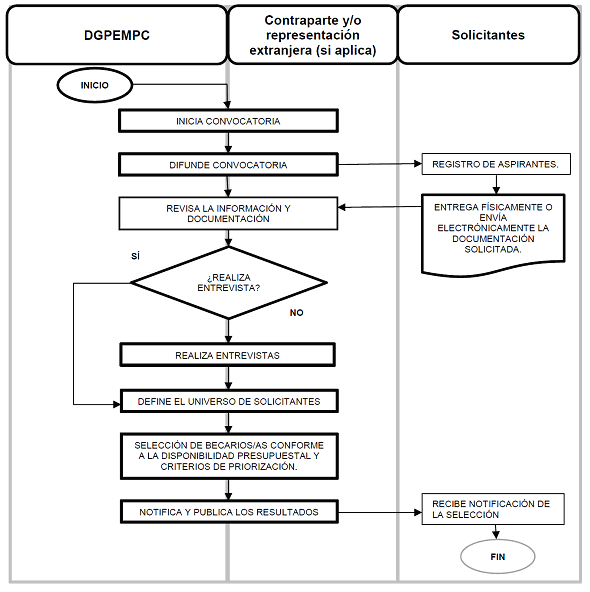 DGPEMPC
Contraparte y/o
representación
extranjera (si aplica)
Solicitantes
INICIO
INICIA CONVOCATORIA
DIFUNDE CONVOCATORIA
REGISTRO DE ASPIRANTES.
REVISA LA INFORMACIÓN Y
DOCUMENTACIÓN
ENTREGA FÍSICAMENTE O
ENVÍA
ELECTRÓNICAMENTE LA
DOCUMENTACIÓN
SOLICITADA.
SÍ
¿REALIZA
ENTREVISTA?
NO
REALIZA ENTREVISTAS
DEFINE EL UNIVERSO DE SOLICITANTES
SELECCIÓN DE BECARIOS/AS CONFORME
A LA DISPONIBILIDAD PRESUPUESTAL Y
CRITERIOS DE PRIORIZACIÓN.
NOTIFICA Y PUBLICA LOS RESULTADOS
RECIBE NOTIFICACIÓN DE
LA SELECCIÓN
FIN